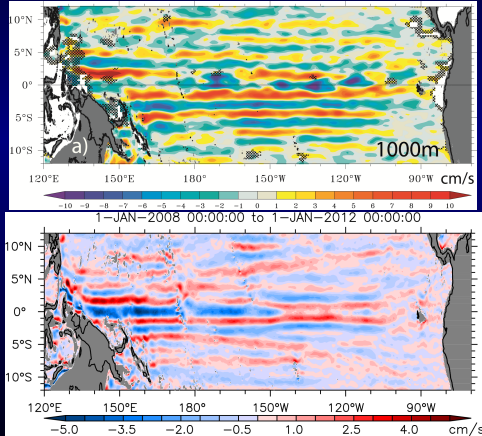 10°N
5°N
0°
5°S
10°S
a)
1000m
120°E 150°E 180°W 150°W 120°W 90°W cm/s
-10 -9 -8 -7 -6 -5 -4 -3 -2 -1 0 1 2 3 4 5 6 7 8 9 10
1-JAN-2008 00:00:00 to 1-JAN-2012 00:00:00
10°N
5°N
0°
5°S
10°S
120°E 150°E 180°W 150°W 120°W 90°W
-5.0 -3.5 -2.0 -0.5 1.0 2.5 4.0 cm/s